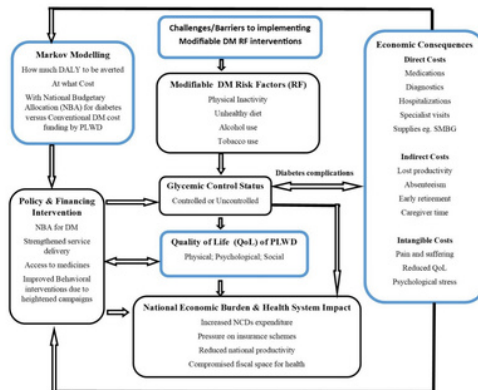 Challenges/Barriers to implementing
Modifiable DM RF interventions
Markov Modelling
How much DALY to be averted
At what Cost
With National Budgetary
Allocation (NBA) for diabetes
versus Conventional DM cost
funding by PLWD
Modifiable DM Risk Factors (RF)
Physical Inactivity
Unhealthy diet
Alcohol use
Tobacco use
Economic Consequences
Direct Costs
Medications
Diagnostics
Hospitalizations
Specialist visits
Supplies eg. SMBG
Indirect Costs
Lost productivity
Absenteeism
Early retirement
Caregiver time
Intangible Costs
Pain and suffering
Reduced QoL
Psychological stress
Diabetes complications
Glycemic Control Status
Controlled or Uncontrolled
Policy & Financing
Intervention
NBA for DM
Strengthened service
delivery
Access to medicines
Improved Behavioral
interventions due to
heightened campaigns
Quality of Life (QoL) of PLWD
Physical; Psychological; Social
National Economic Burden & Health System Impact
Increased NCDs expenditure
Pressure on insurance schemes
Reduced national productivity
Compromised fiscal space for health